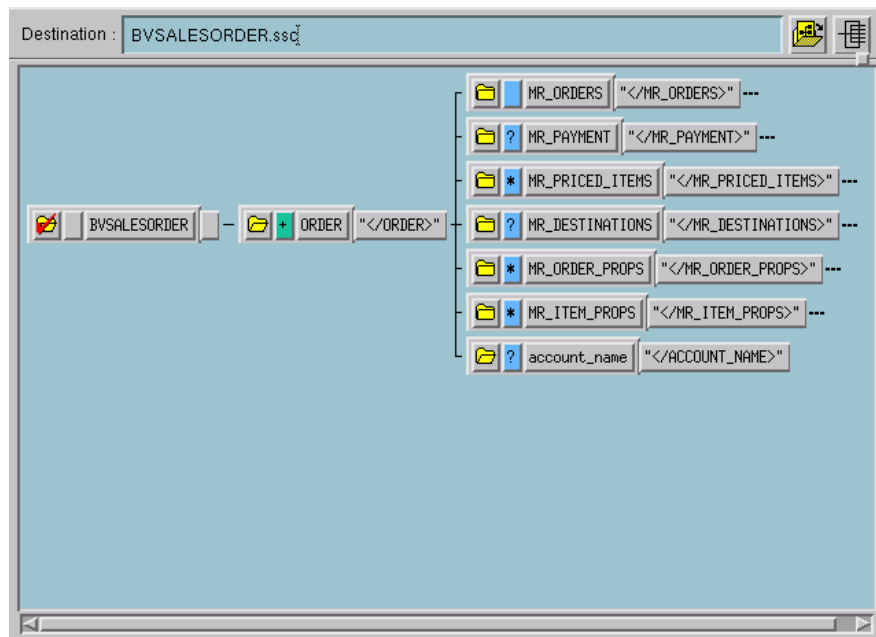 Destination : BVSALESORDER.ssc
MR_ORDERS "</MR_ORDERS>" ---
? MR_PAYMENT "</MR_PAYMENT>" ---
* MR_PRICED_ITEMS "</MR_PRICED_ITEMS>" ---
BVSALESORDER + ORDER "</ORDER>" ? MR_DESTINATIONS "</MR_DESTINATIONS>" ---
* MR_ORDER_PROPS "</MR_ORDER_PROPS>" ---
* MR_ITEM_PROPS "</MR_ITEM_PROPS>" ---
? account_name "</ACCOUNT_NAME>"